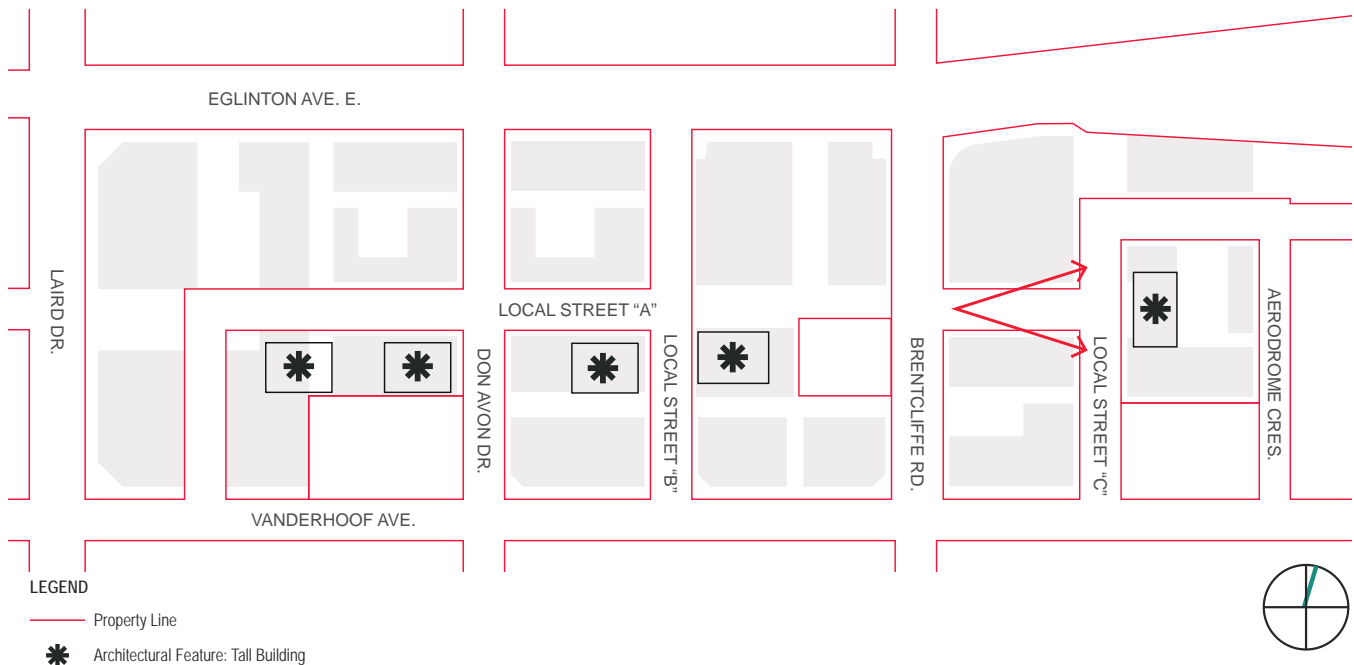 EGLINTON AVE. E.
LAIRD DR.
LOCAL STREET “A”
DON AVON DR.
LOCAL STREET “B”
BRENTCLIFFE RD.
LOCAL STREET “C”
AERODROME CRES.
VANDERHOOF AVE.
LEGEND
Property Line
Architectural Feature: Tall Building